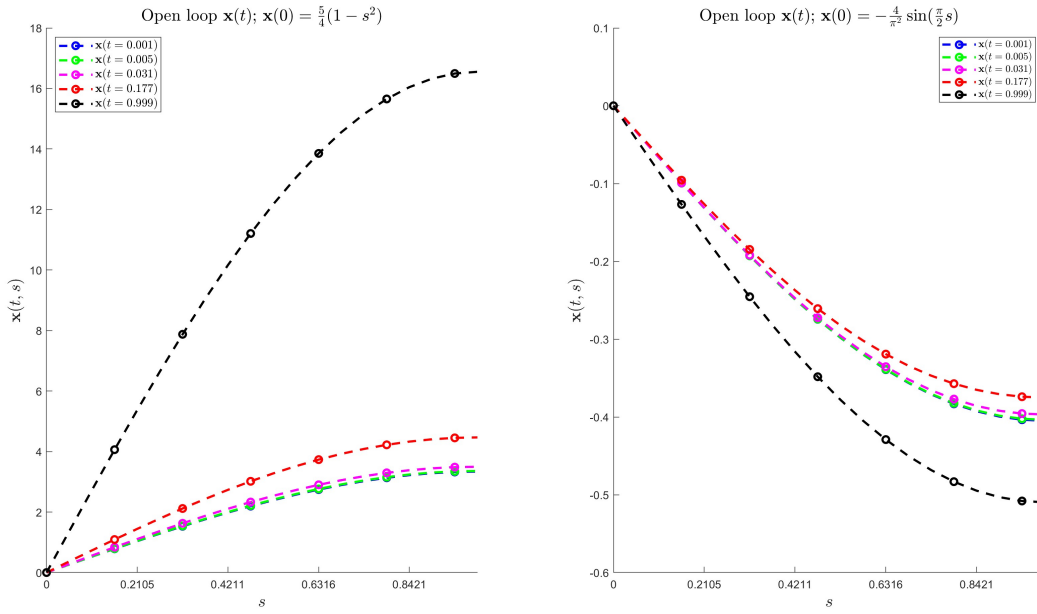 Open loop x(t); x(0) = 5/4(1 − s²)
18
16
14
12
10
8
6
4
2
0
x(t, s)
x(t = 0.001)
x(t = 0.005)
x(t = 0.031)
x(t = 0.177)
x(t = 0.999)
0 0.2105 0.4211 0.6316 0.8421
s
Open loop x(t); x(0) = −4/π² sin(π/2 s)
0.1
0
-0.1
-0.2
-0.3
-0.4
-0.5
-0.6
x(t, s)
x(t = 0.001)
x(t = 0.005)
x(t = 0.031)
x(t = 0.177)
x(t = 0.999)
0 0.2105 0.4211 0.6316 0.8421
s